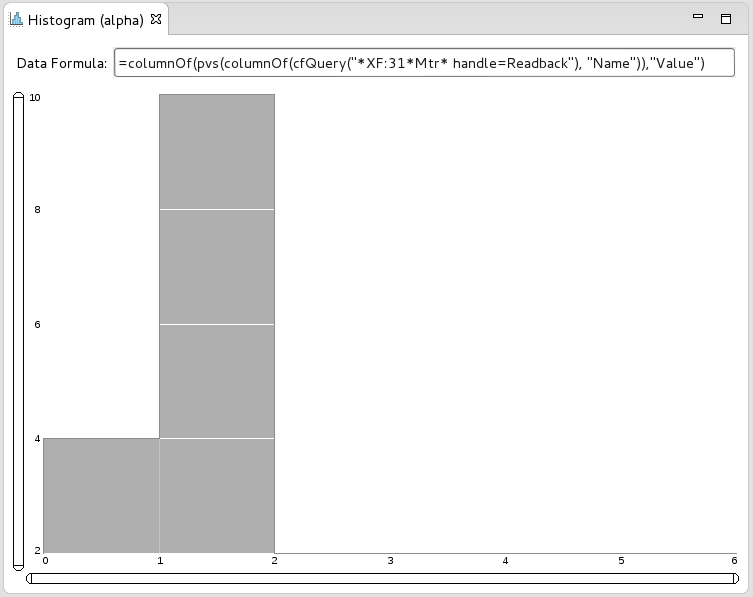 Histogram (alpha)
Data Formula: =columnOf(pvs(columnOf(cfQuery("*XF:31*Mtr* handle=Readback"), "Name")),"Value")
10
8
6
4
2
0 1 2 3 4 5 6